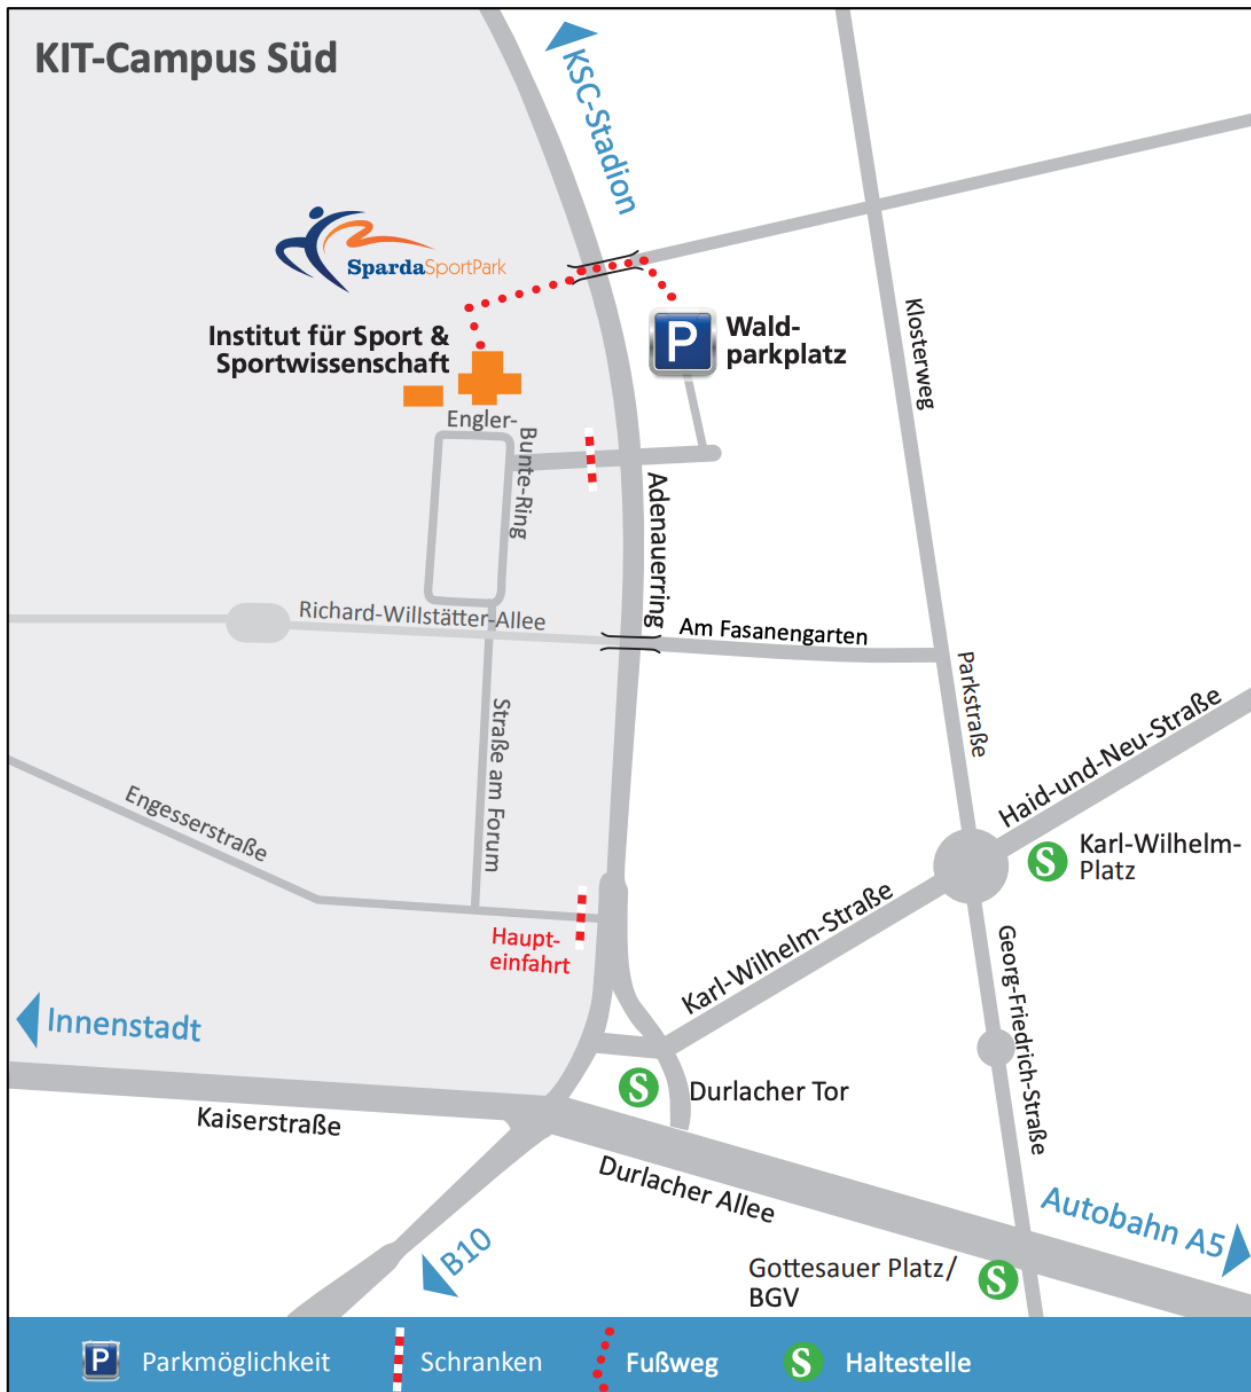 KIT-Campus Süd
KSC-Stadion
SpardaSportPark
Institut für Sport &
Sportwissenschaft
P
Wald-
parkplatz
Klosterweg
Engler-
Bunte-Ring
Adenauerring
Richard-Willstätter-Allee
Am Fasanengarten
Parkstraße
Straße am Forum
Haid-und-Neu-Straße
Engesserstraße
S
Karl-Wilhelm-
Platz
Karl-Wilhelm-Straße
Haupt-
einfahrt
Georg-Friedrich-Straße
Innenstadt
S
Durlacher Tor
Kaiserstraße
Durlacher Allee
Autobahn A5
B10
Gottesauer Platz/
BGV
S
P Parkmöglichkeit
Schranken
Fußweg
S Haltestelle